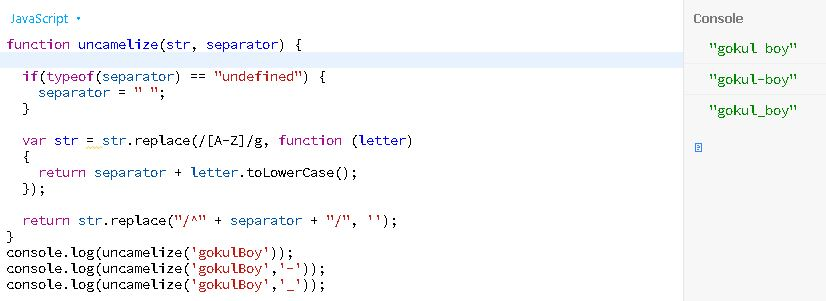 JavaScript
Console
function uncamelize(str, separator) {
"gokul boy"
if(typeof(separator) == "undefined") {
"gokul-boy"
separator = " ";
}
"gokul_boy"
var str = str.replace(/[A-Z]/g, function (letter)
{
return separator + letter.toLowerCase();
});
return str.replace("/^" + separator + "/", '');
}
console.log(uncamelize('gokulBoy'));
console.log(uncamelize('gokulBoy','-'));
console.log(uncamelize('gokulBoy','_'));